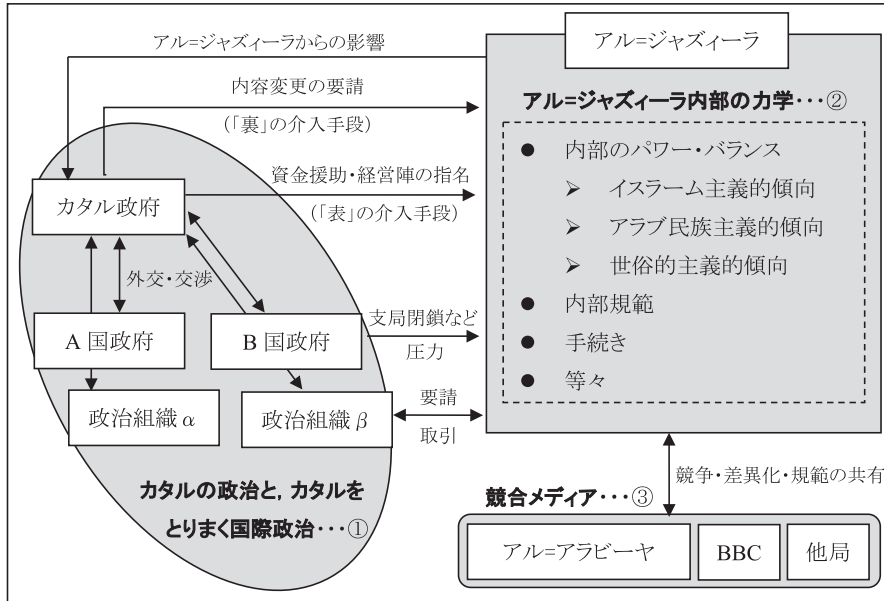 アル=ジャズィーラからの影響
アル=ジャズィーラ
内容変更の要請
(「裏」の介入手段)
アル=ジャズィーラ内部の力学･･･②
● 内部のパワー・バランス
➢ イスラーム主義的傾向
➢ アラブ民族主義的傾向
➢ 世俗的主義的傾向
● 内部規範
● 手続き
● 等々
資金援助・経営陣の指名
(「表」の介入手段)
カタル政府
外交・交渉
A 国政府
B 国政府
支局閉鎖など
圧力
政治組織 α
政治組織 β
要請
取引
カタルの政治と,カタルを
とりまく国際政治･･･①
競争・差異化・規範の共有
競合メディア･･･③
アル=アラビーヤ
BBC
他局